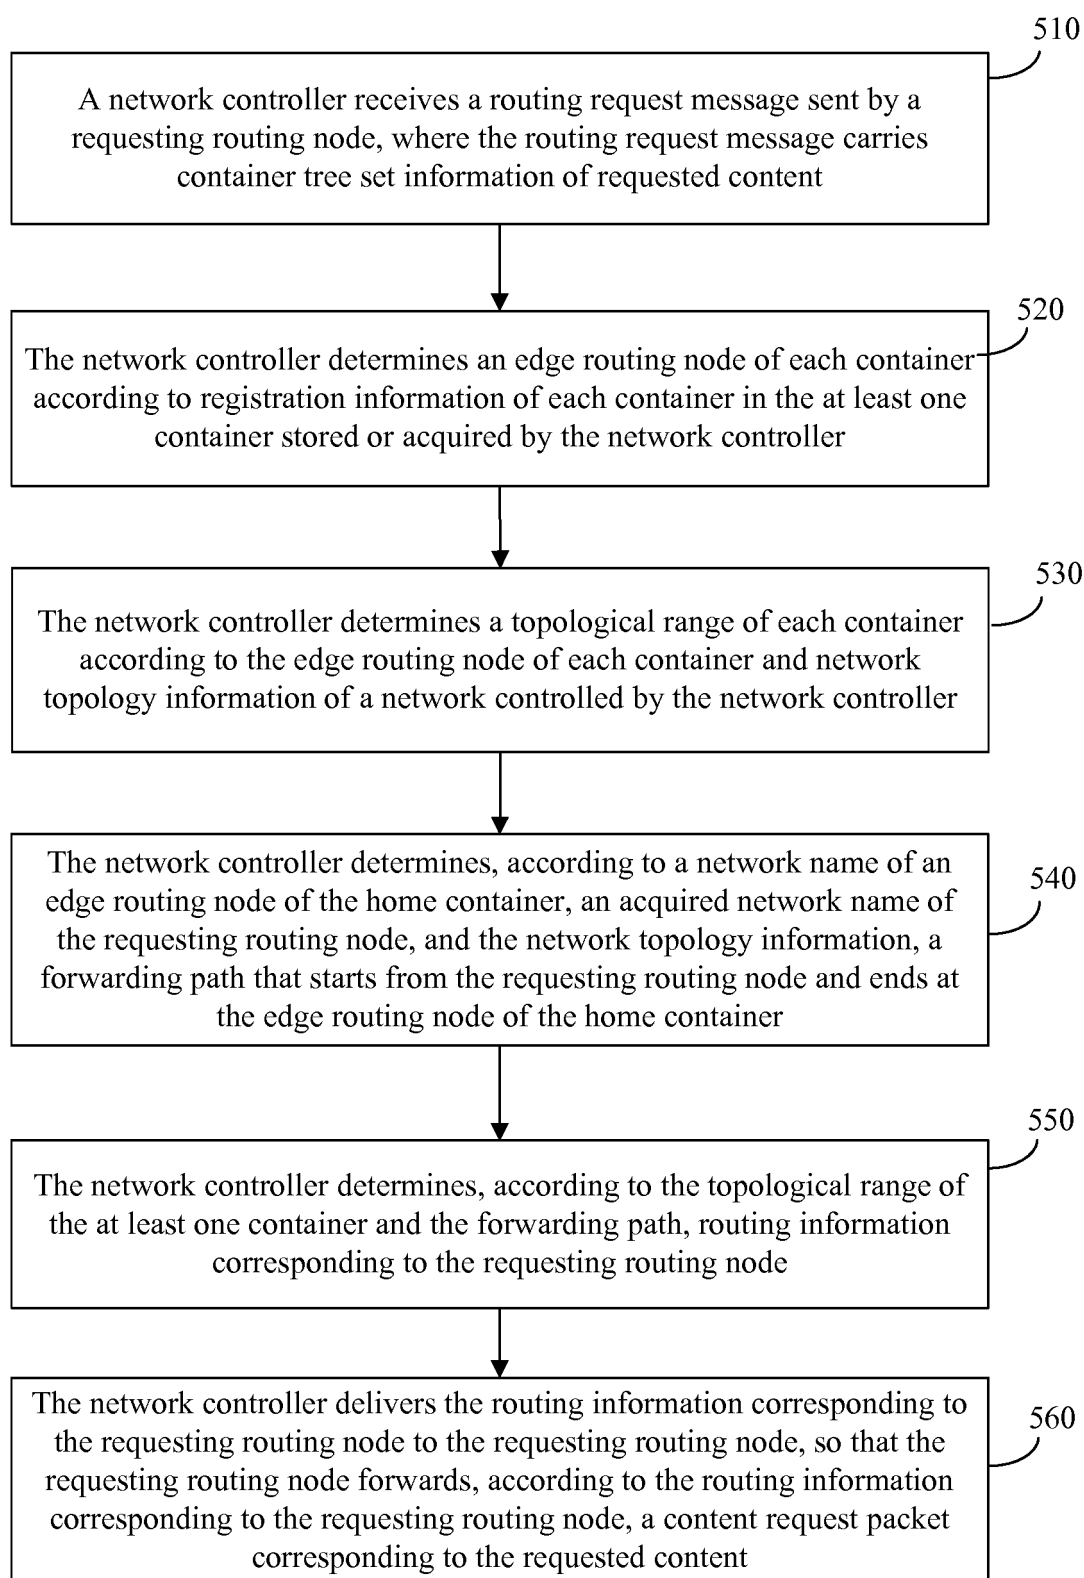 510
A network controller receives a routing request message sent by a
requesting routing node, where the routing request message carries
container tree set information of requested content
520
The network controller determines an edge routing node of each container
according to registration information of each container in the at least one
container stored or acquired by the network controller
530
The network controller determines a topological range of each container
according to the edge routing node of each container and network
topology information of a network controlled by the network controller
540
The network controller determines, according to a network name of an
edge routing node of the home container, an acquired network name of
the requesting routing node, and the network topology information, a
forwarding path that starts from the requesting routing node and ends at
the edge routing node of the home container
550
The network controller determines, according to the topological range of
the at least one container and the forwarding path, routing information
corresponding to the requesting routing node
560
The network controller delivers the routing information corresponding to
the requesting routing node to the requesting routing node, so that the
requesting routing node forwards, according to the routing information
corresponding to the requesting routing node, a content request packet
corresponding to the requested content